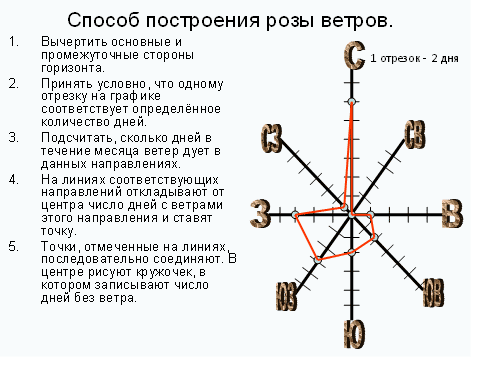 Способ построения розы ветров.
1. Вычертить основные и
промежуточные стороны
горизонта.
2. Принять условно, что одному
отрезку на графике
соответствует определённое
количество дней.
3. Подсчитать, сколько дней в
течение месяца ветер дует в
данных направлениях.
4. На линиях соответствующих
направлений откладывают от
центра число дней с ветрами
этого направления и ставят
точку.
5. Точки, отмеченные на линиях,
последовательно соединяют. В
центре рисуют кружочек, в
котором записывают число
дней без ветра.
С
1 отрезок - 2 дня
СЗ
СВ
З
В
ЮЗ
ЮВ
Ю